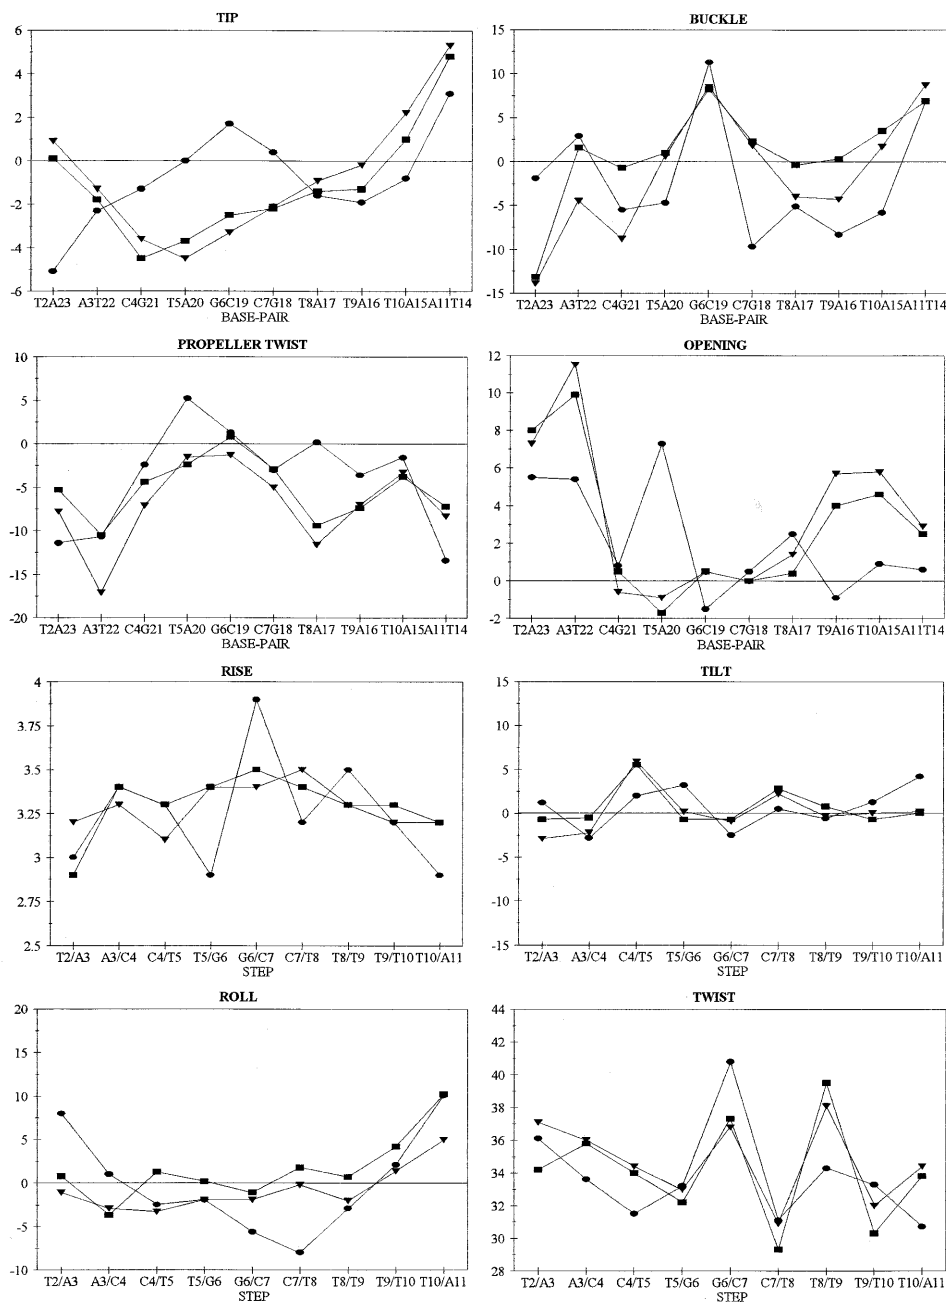 TIP
6
4
2
0
-2
-4
-6
T2A23 A3T22 C4G21 T5A20 G6C19 C7G18 T8A17 T9A16 T10A15 A11T14
BASE-PAIR
BUCKLE
15
10
5
0
-5
-10
-15
T2A23 A3T22 C4G21 T5A20 G6C19 C7G18 T8A17 T9A16 T10A15 A11T14
BASE-PAIR
PROPELLER TWIST
10
5
0
-5
-10
-15
-20
T2A23 A3T22 C4G21 T5A20 G6C19 C7G18 T8A17 T9A16 T10A15 A11T14
BASE-PAIR
OPENING
12
10
8
6
4
2
0
-2
T2A23 A3T22 C4G21 T5A20 G6C19 C7G18 T8A17 T9A16 T10A15 A11T14
BASE-PAIR
RISE
4
3.75
3.5
3.25
3
2.75
2.5
T2/A3 A3/C4 C4/T5 T5/G6 G6/C7 C7/T8 T8/T9 T9/T10 T10/A11
STEP
TILT
15
10
5
0
-5
-10
-15
T2/A3 A3/C4 C4/T5 T5/G6 G6/C7 C7/T8 T8/T9 T9/T10 T10/A11
STEP
ROLL
20
15
10
5
0
-5
-10
T2/A3 A3/C4 C4/T5 T5/G6 G6/C7 C7/T8 T8/T9 T9/T10 T10/A11
STEP
TWIST
44
42
40
38
36
34
32
30
28
T2/A3 A3/C4 C4/T5 T5/G6 G6/C7 C7/T8 T8/T9 T9/T10 T10/A11
STEP